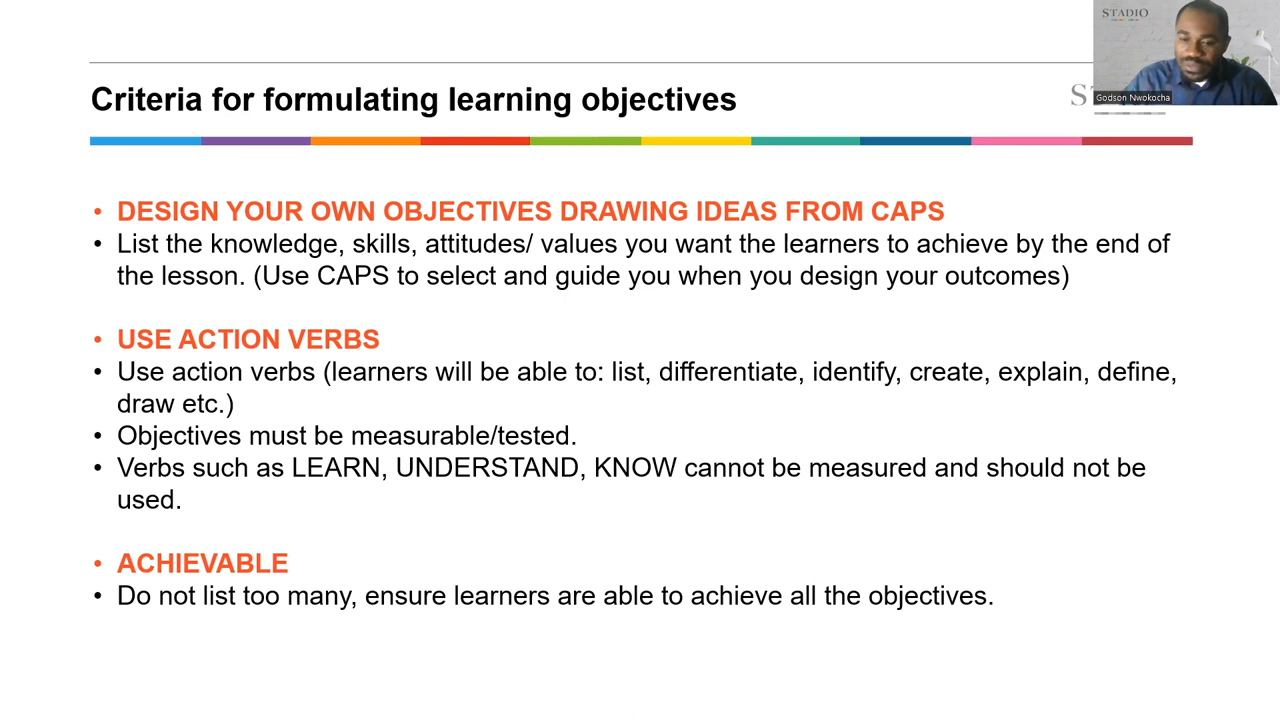 STADIO
Godson Nwokocha
Criteria for formulating learning objectives
• DESIGN YOUR OWN OBJECTIVES DRAWING IDEAS FROM CAPS
• List the knowledge, skills, attitudes/ values you want the learners to achieve by the end of
the lesson. (Use CAPS to select and guide you when you design your outcomes)
• USE ACTION VERBS
• Use action verbs (learners will be able to: list, differentiate, identify, create, explain, define,
draw etc.)
• Objectives must be measurable/tested.
• Verbs such as LEARN, UNDERSTAND, KNOW cannot be measured and should not be
used.
• ACHIEVABLE
• Do not list too many, ensure learners are able to achieve all the objectives.